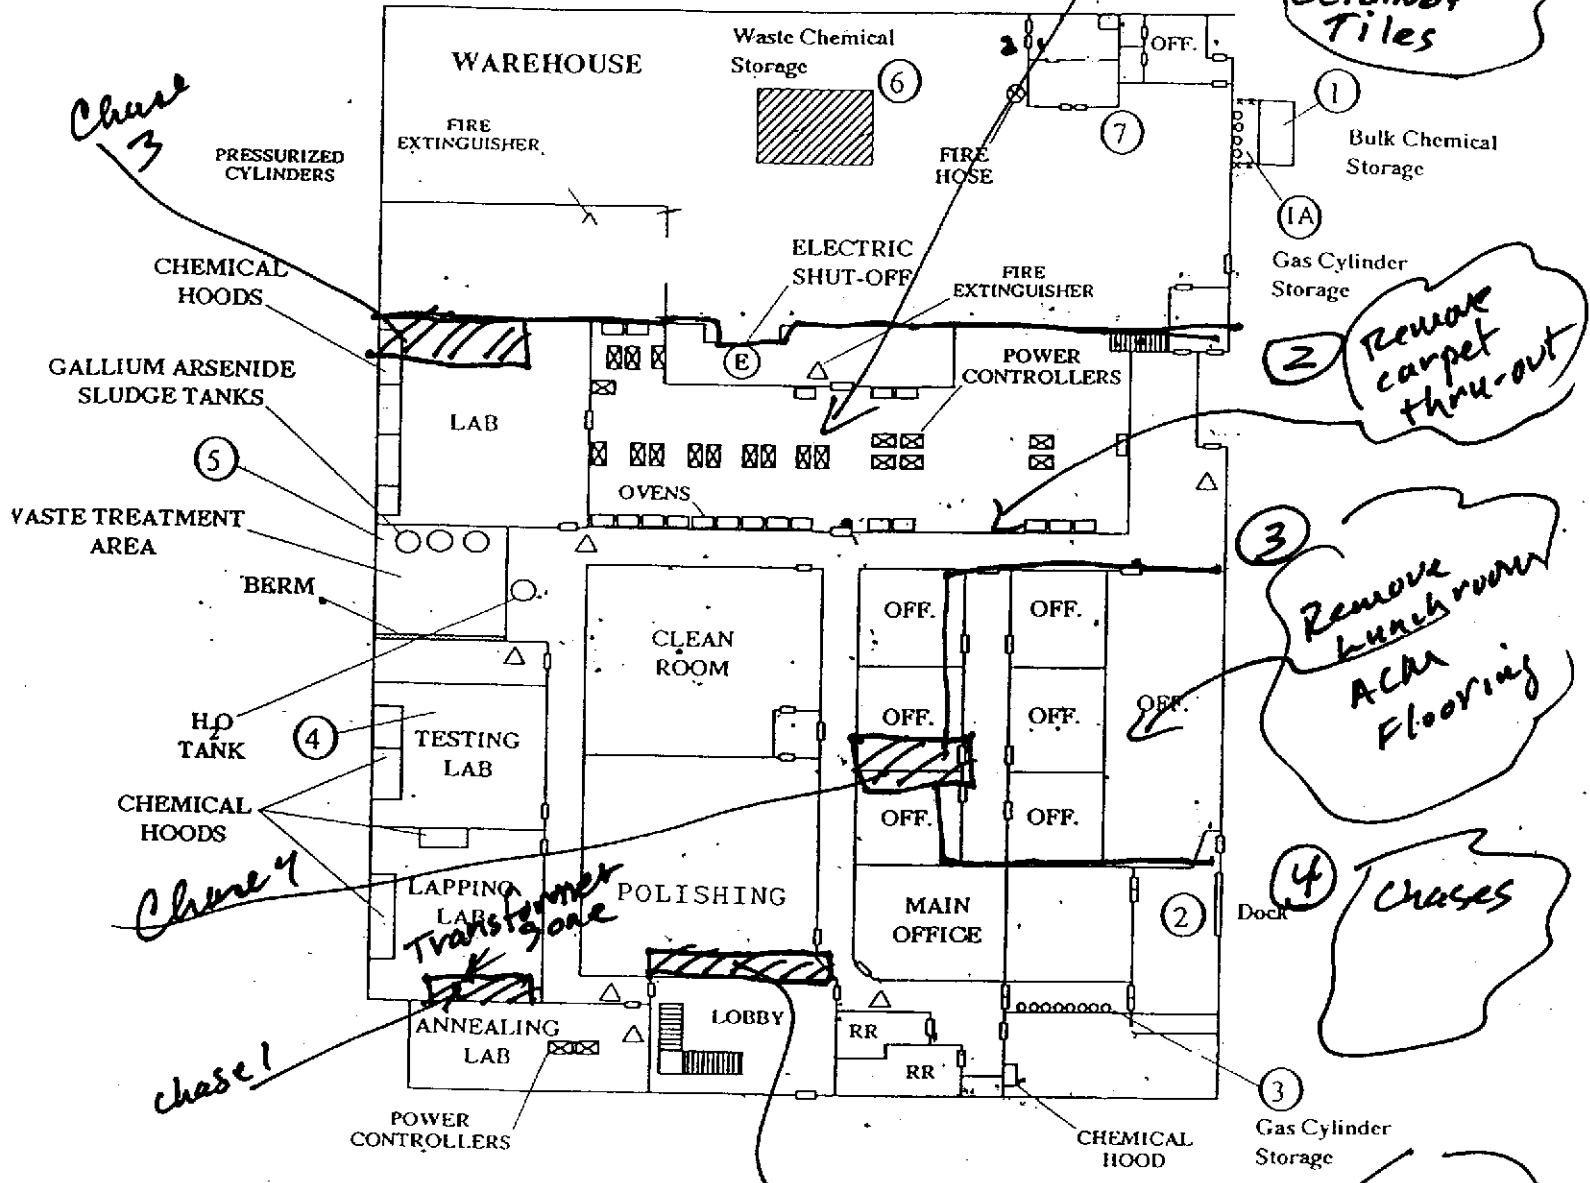 Tiles
WAREHOUSE
Waste Chemical
Storage
6
OFF.
1
Bulk Chemical
Storage
Chase
3
FIRE
EXTINGUISHER
PRESSURIZED
CYLINDERS
FIRE
HOSE
7
1A
Gas Cylinder
Storage
CHEMICAL
HOODS
ELECTRIC
SHUT-OFF
FIRE
EXTINGUISHER
E
POWER
CONTROLLERS
2
Remove
carpet
thru-out
GALLIUM ARSENIDE
SLUDGE TANKS
LAB
5
OVENS
VASTE TREATMENT
AREA
BERM
3
Remove
Lunchroom
ACM
Flooring
OFF.
OFF.
CLEAN
ROOM
OFF.
OFF.
OFF.
H2O
TANK
4
TESTING
LAB
CHEMICAL
HOODS
OFF.
OFF.
Chase 4
LAPPING
LAB
Transformer
gone
POLISHING
MAIN
OFFICE
2
Dock
4
Chases
chase 1
ANNEALING
LAB
LOBBY
RR
RR
POWER
CONTROLLERS
3
Gas Cylinder
Storage
CHEMICAL
HOOD